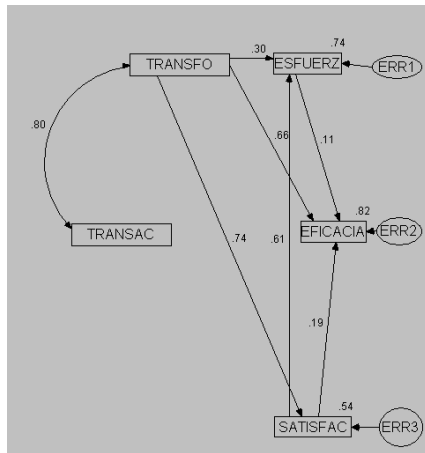 .30
.74
TRANSFO
ESFUERZ
ERR1
.80
.66
.11
.82
TRANSAC
EFICACIA
ERR2
.74
.61
.19
.54
SATISFAC
ERR3